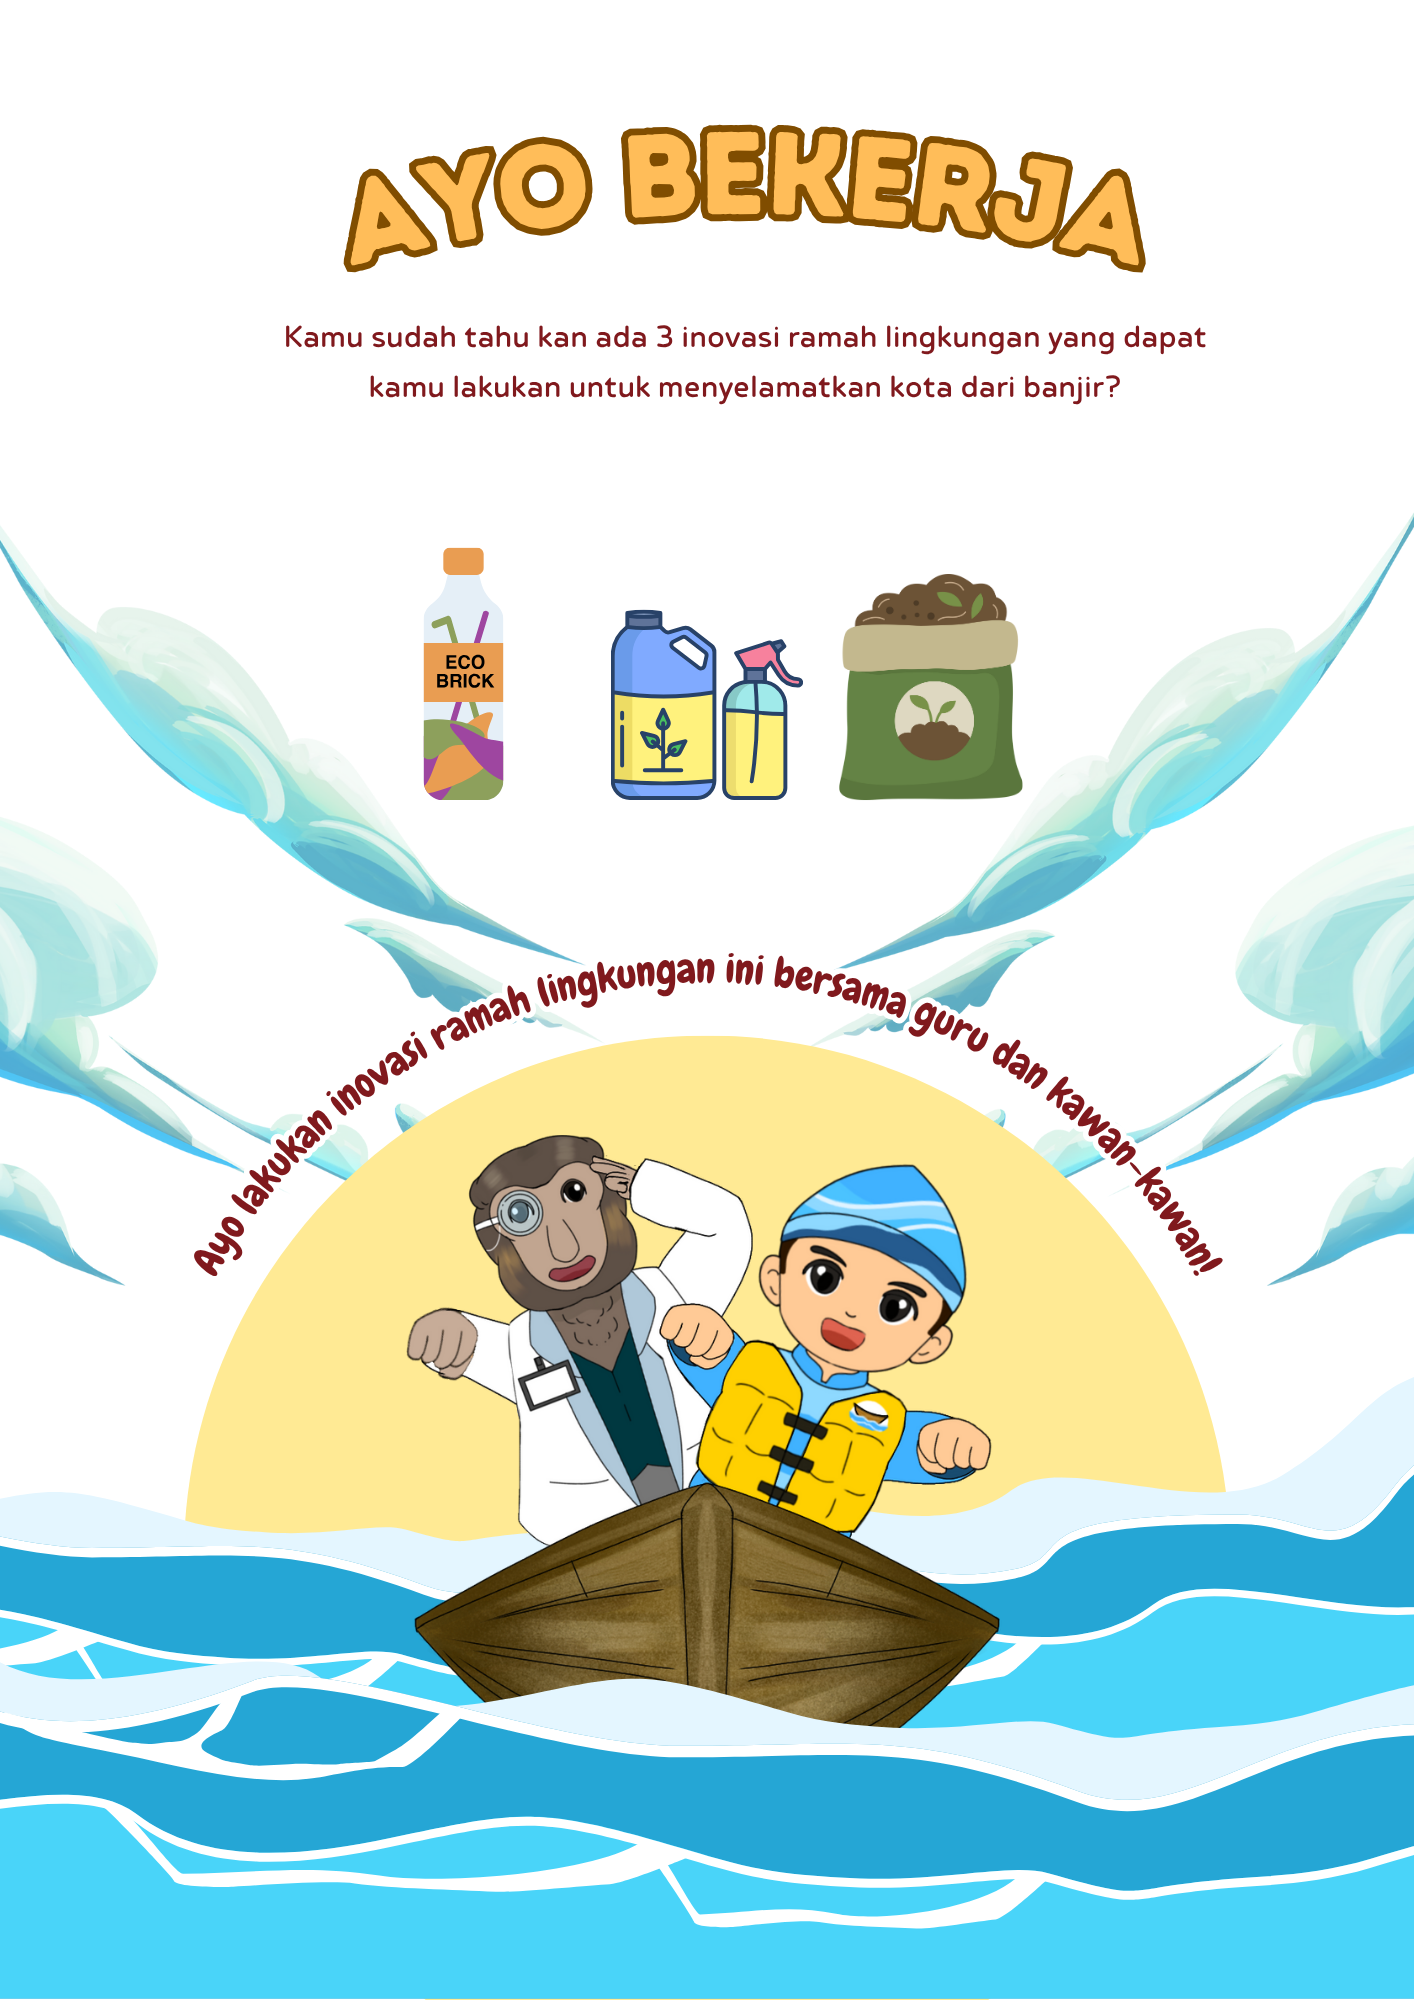 AYO BEKERJA
Kamu sudah tahu kan ada 3 inovasi ramah lingkungan yang dapat
kamu lakukan untuk menyelamatkan kota dari banjir?
ECO
BRICK
Ayo lakukan inovasi ramah lingkungan ini bersama guru dan kawan-kawan!